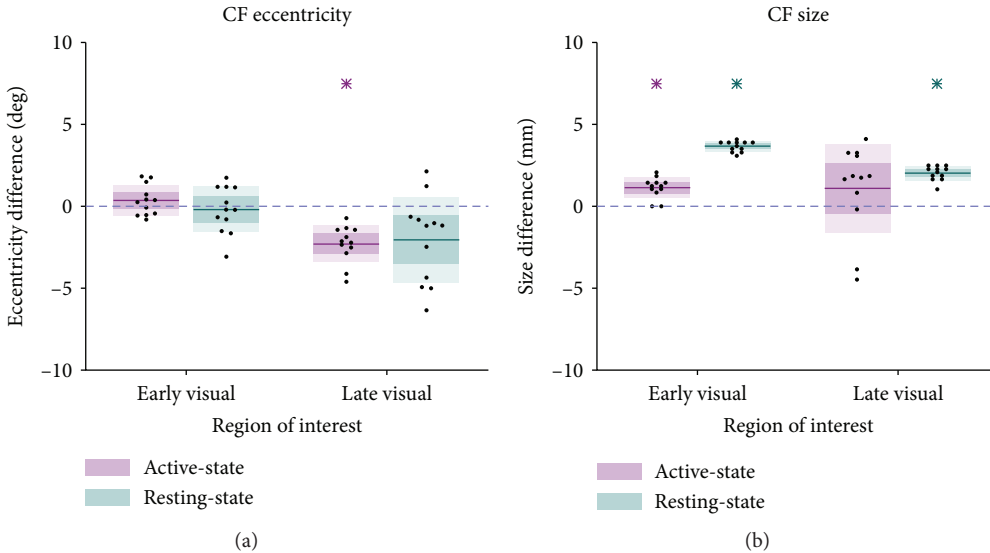 CF eccentricity
10
5
0
−5
−10
Eccentricity difference (deg)
Early visual
Late visual
Region of interest
Active-state
Resting-state
(a)
CF size
10
5
0
−5
−10
Size difference (mm)
Early visual
Late visual
Region of interest
Active-state
Resting-state
(b)